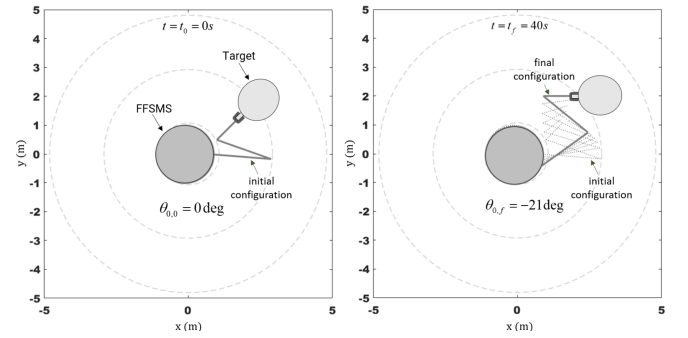 5
4
3
2
1
0
-1
-2
-3
-4
-5
y (m)
t = t₀ = 0s
Target
FFSMS
initial
configuration
θ₀,₀ = 0 deg
-5
0
5
x (m)
5
4
3
2
1
0
-1
-2
-3
-4
-5
y (m)
t = t_f = 40s
final
configuration
initial
configuration
θ₀,f = −21deg
-5
0
5
x (m)